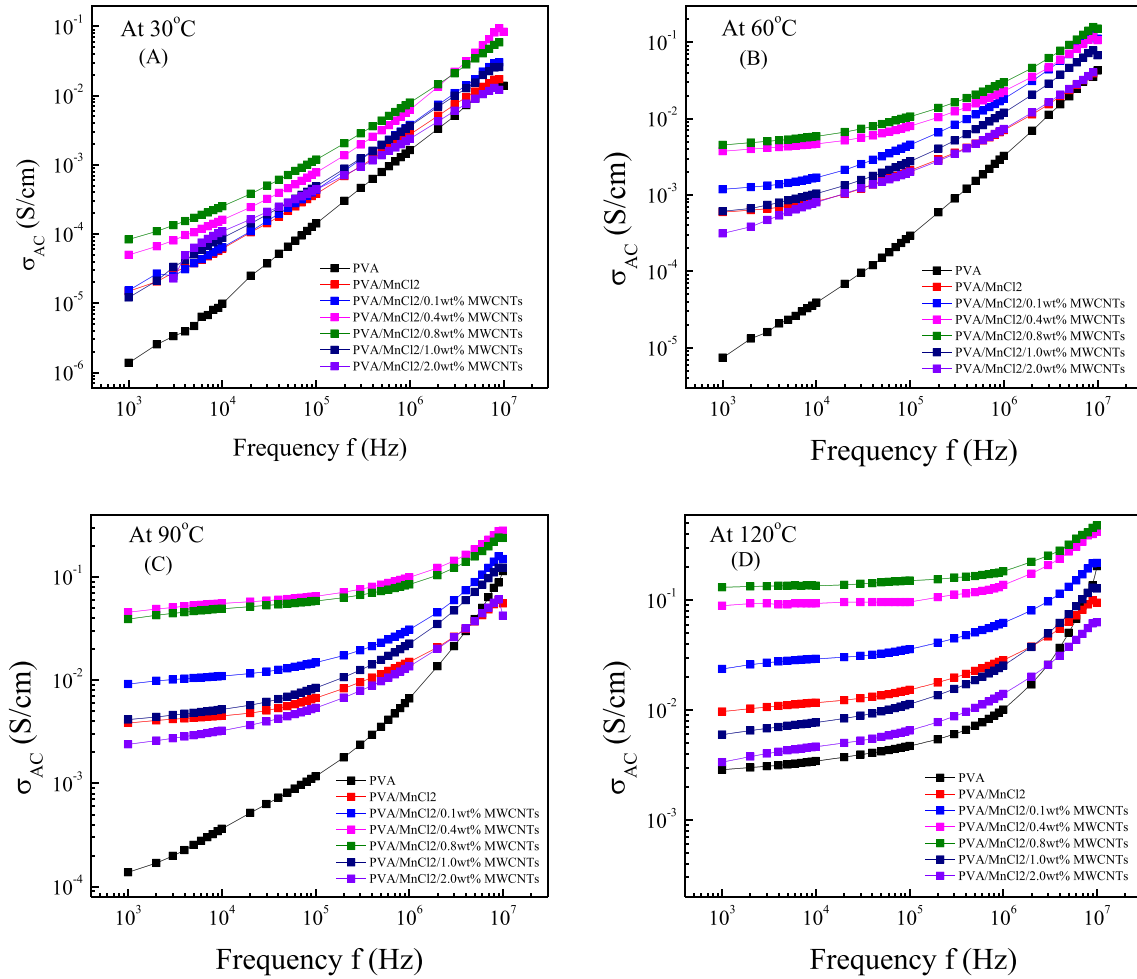 At 30°C
(A)
σ_AC (S/cm)
10^-1
10^-2
10^-3
10^-4
10^-5
10^-6
PVA
PVA/MnCl2
PVA/MnCl2/0.1wt% MWCNTs
PVA/MnCl2/0.4wt% MWCNTs
PVA/MnCl2/0.8wt% MWCNTs
PVA/MnCl2/1.0wt% MWCNTs
PVA/MnCl2/2.0wt% MWCNTs
10^3 10^4 10^5 10^6 10^7
Frequency f (Hz)
At 60°C
(B)
σ_AC (S/cm)
10^-1
10^-2
10^-3
10^-4
10^-5
PVA
PVA/MnCl2
PVA/MnCl2/0.1wt% MWCNTs
PVA/MnCl2/0.4wt% MWCNTs
PVA/MnCl2/0.8wt% MWCNTs
PVA/MnCl2/1.0wt% MWCNTs
PVA/MnCl2/2.0wt% MWCNTs
10^3 10^4 10^5 10^6 10^7
Frequency f (Hz)
At 90°C
(C)
σ_AC (S/cm)
10^-1
10^-2
10^-3
10^-4
PVA
PVA/MnCl2
PVA/MnCl2/0.1wt% MWCNTs
PVA/MnCl2/0.4wt% MWCNTs
PVA/MnCl2/0.8wt% MWCNTs
PVA/MnCl2/1.0wt% MWCNTs
PVA/MnCl2/2.0wt% MWCNTs
10^3 10^4 10^5 10^6 10^7
Frequency f (Hz)
At 120°C
(D)
σ_AC (S/cm)
10^-1
10^-2
10^-3
PVA
PVA/MnCl2
PVA/MnCl2/0.1wt% MWCNTs
PVA/MnCl2/0.4wt% MWCNTs
PVA/MnCl2/0.8wt% MWCNTs
PVA/MnCl2/1.0wt% MWCNTs
PVA/MnCl2/2.0wt% MWCNTs
10^3 10^4 10^5 10^6 10^7
Frequency f (Hz)